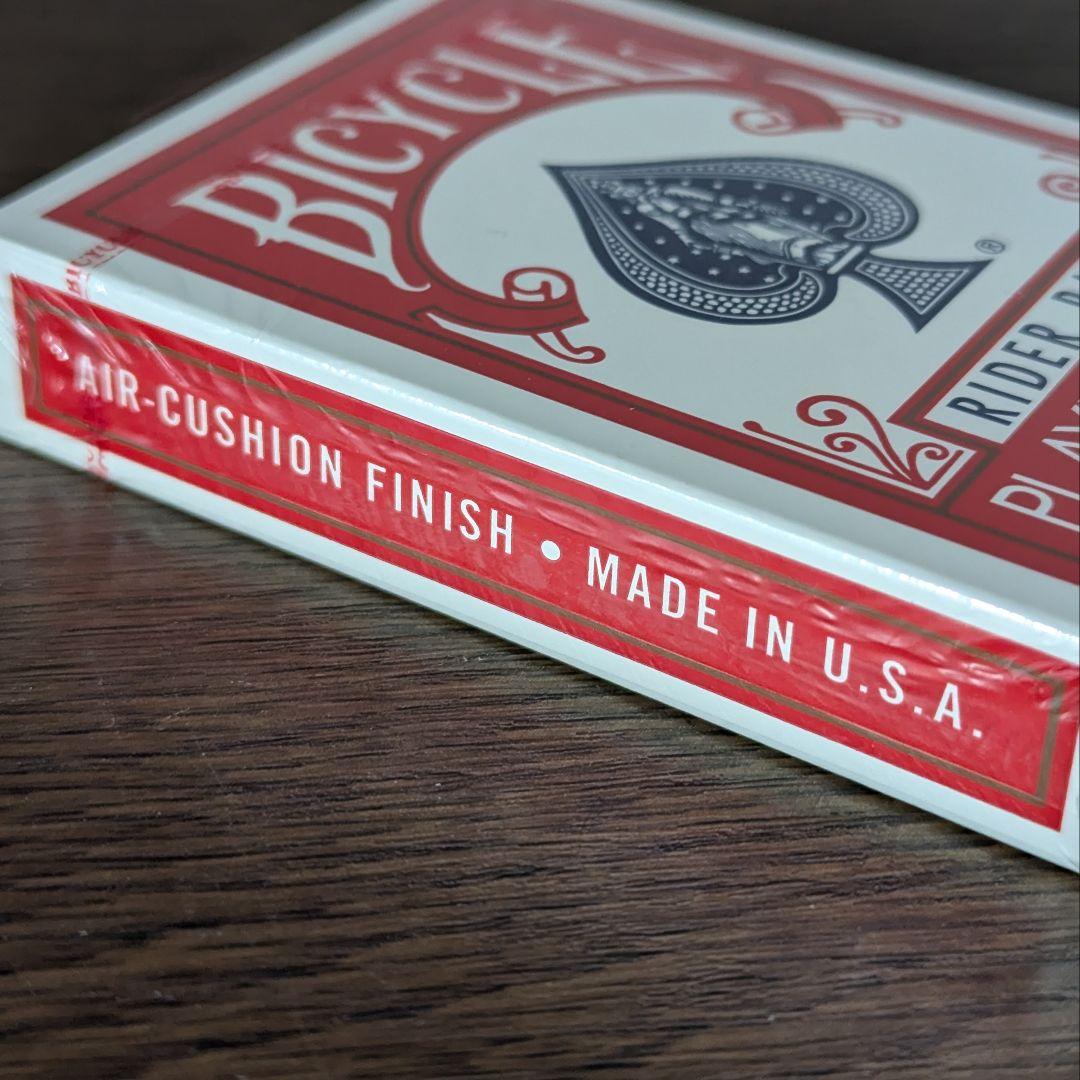 BICYCLE
®
RIDER
AIR-CUSHION FINISH • MADE IN U.S.A.